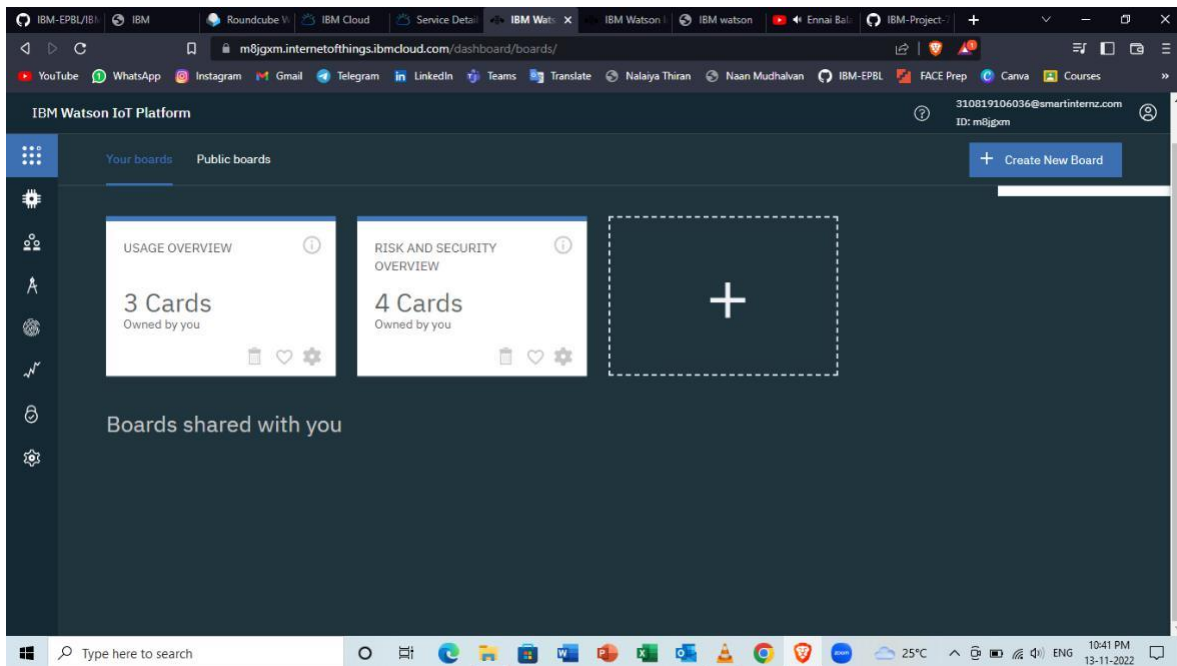 IBM-EPBL/IBM
IBM
Roundcube W
IBM Cloud
Service Detail
IBM Wats
IBM Watson
IBM watson
Ennai Bal
IBM-Project-
m8jgxm.internetofthings.ibmcloud.com/dashboard/boards/
YouTube
WhatsApp
Instagram
Gmail
Telegram
LinkedIn
Teams
Translate
Nalaiya Thiran
Naan Mudhalvan
IBM-EPBL
FACE Prep
Canva
Courses
»
IBM Watson IoT Platform
310819106036@smartinternz.com
ID: m8jgxm
Your boards
Public boards
+ Create New Board
USAGE OVERVIEW
3 Cards
Owned by you
RISK AND SECURITY
OVERVIEW
4 Cards
Owned by you
Boards shared with you
Type here to search
25°C
ENG
10:41 PM
13-11-2022